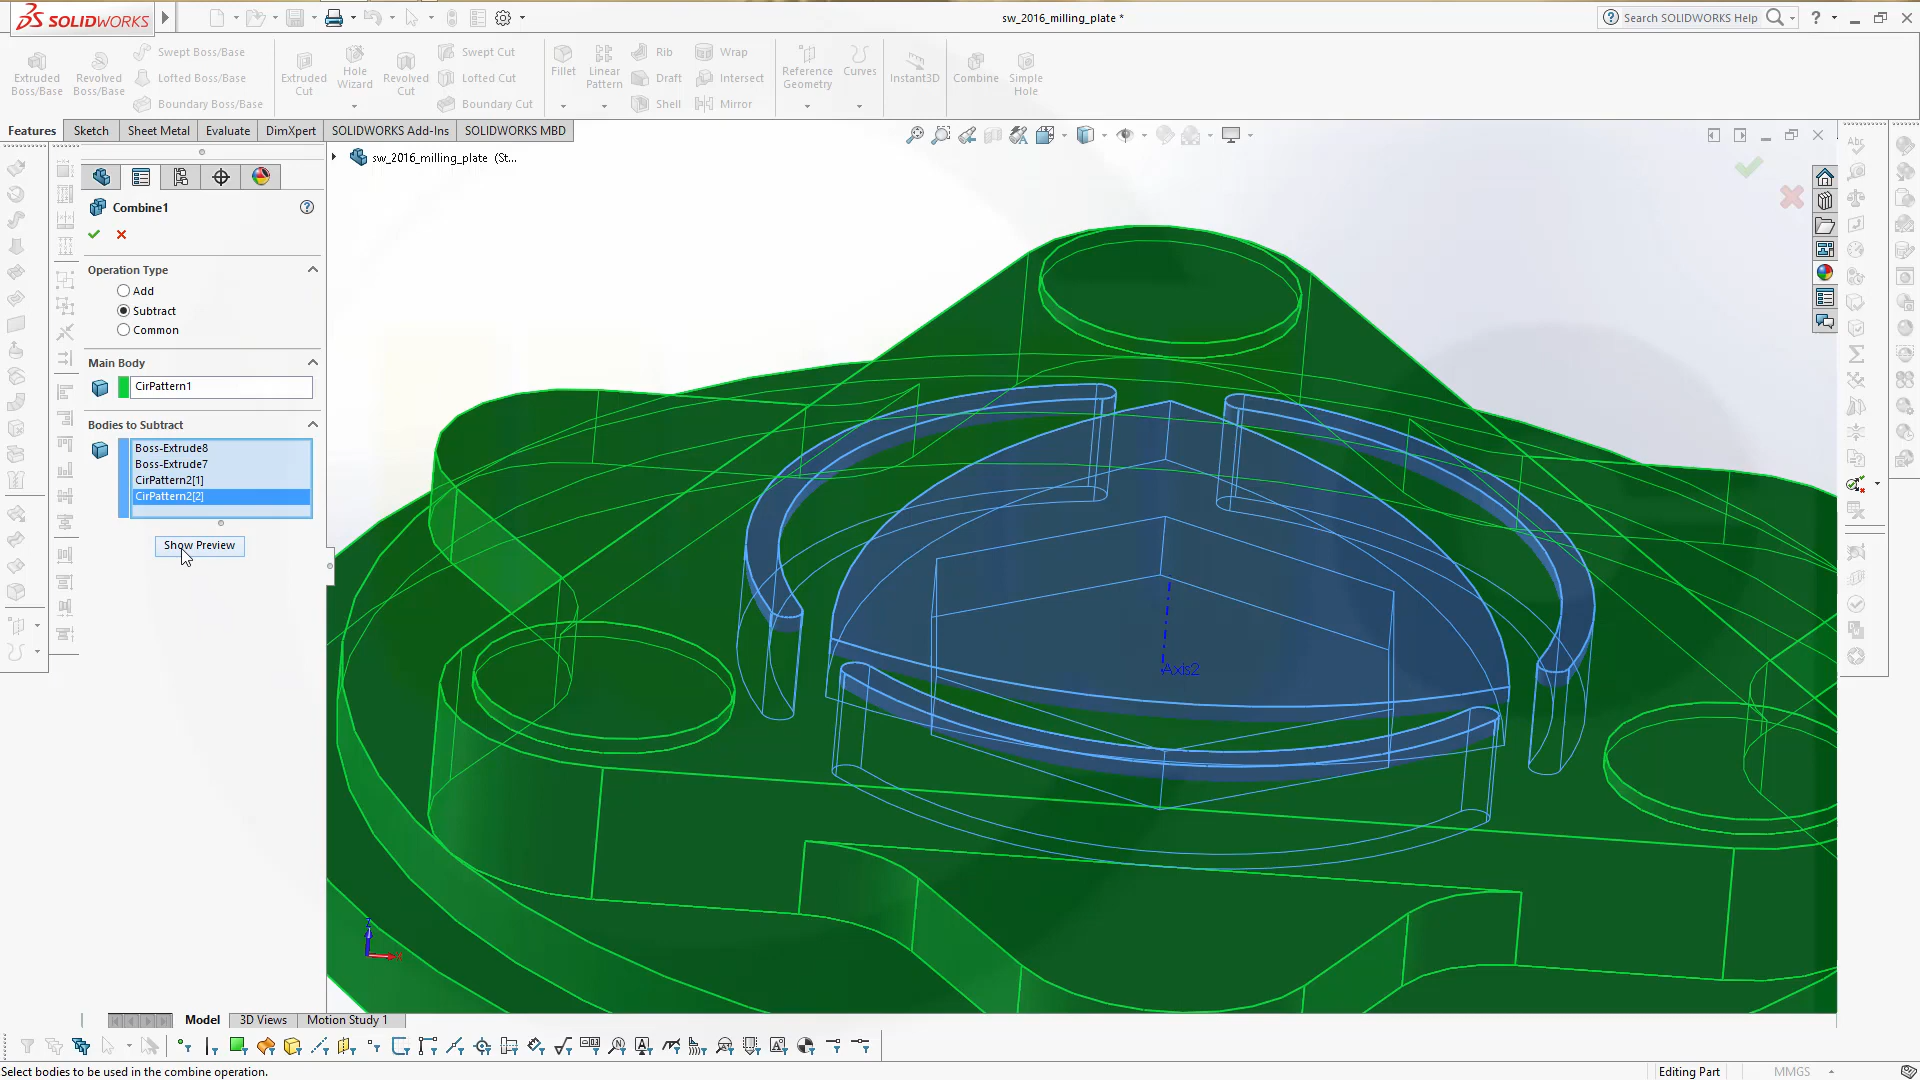 SOLIDWORKS
sw_2016_milling_plate *
Search SOLIDWORKS Help
Extruded Boss/Base
Revolved Boss/Base
Swept Boss/Base
Lofted Boss/Base
Boundary Boss/Base
Extruded Cut
Hole Wizard
Revolved Cut
Swept Cut
Lofted Cut
Boundary Cut
Fillet
Linear Pattern
Rib
Draft
Shell
Wrap
Intersect
Mirror
Reference Geometry
Curves
Instant3D
Combine
Simple Hole
Features
Sketch
Sheet Metal
Evaluate
DimXpert
SOLIDWORKS Add-Ins
SOLIDWORKS MBD
sw_2016_milling_plate (St...
Combine1
Operation Type
Add
Subtract
Common
Main Body
CirPattern1
Bodies to Subtract
Boss-Extrude8
Boss-Extrude7
CirPattern2[1]
CirPattern2[2]
Show Preview
Axis2
Z
Model
3D Views
Motion Study 1
Select bodies to be used in the combine operation.
Editing Part
MMGS